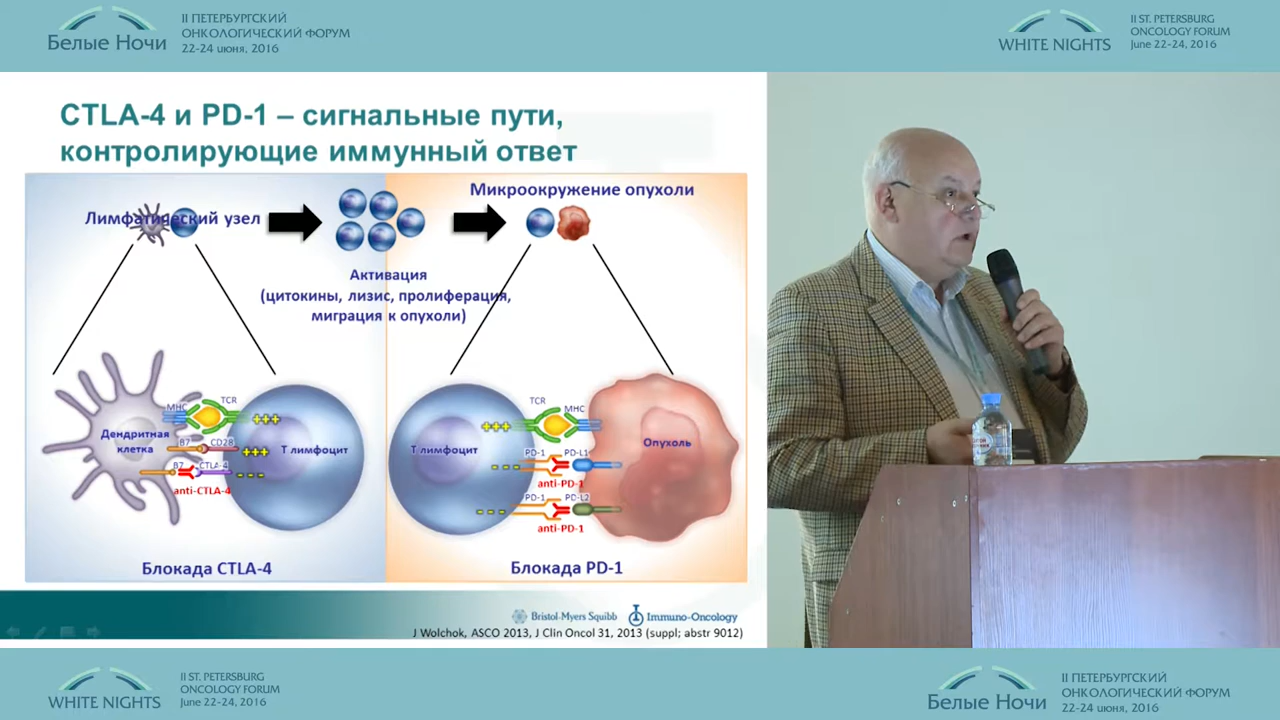 Белые Ночи
II ПЕТЕРБУРГСКИЙ
ОНКОЛОГИЧЕСКИЙ ФОРУМ
22-24 июня, 2016
WHITE NIGHTS
II ST. PETERSBURG
ONCOLOGY FORUM
June 22-24, 2016
CTLA-4 и PD-1 – сигнальные пути,
контролирующие иммунный ответ
Лимфатический узел
Микроокружение опухоли
Активация
(цитокины, лизис, пролиферация,
миграция к опухоли)
MHC
TCR
+++
Дендритная
клетка
B7
CD28
+++
Т лимфоцит
B7
CTLA-4
- - -
anti-CTLA-4
Блокада CTLA-4
TCR
MHC
+++
Т лимфоцит
Опухоль
PD-1
PD-L1
- - -
anti-PD-1
PD-1
PD-L2
- - -
anti-PD-1
Блокада PD-1
Bristol-Myers Squibb
Immuno-Oncology
J Wolchok, ASCO 2013, J Clin Oncol 31, 2013 (suppl; abstr 9012)
WHITE NIGHTS
II ST. PETERSBURG
ONCOLOGY FORUM
June 22-24, 2016
Белые Ночи
II ПЕТЕРБУРГСКИЙ
ОНКОЛОГИЧЕСКИЙ ФОРУМ
22-24 июня, 2016